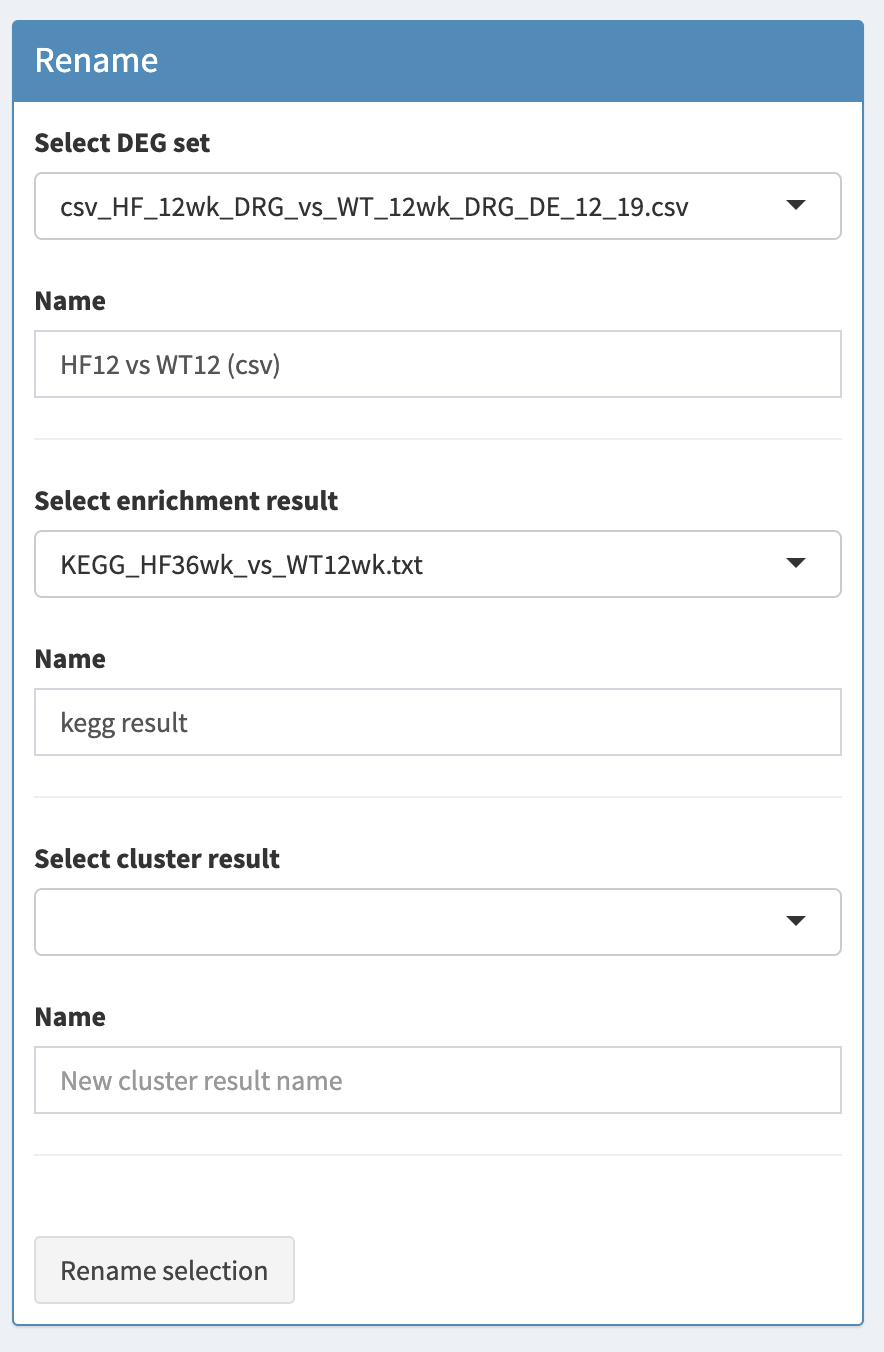 Rename
Select DEG set
csv_HF_12wk_DRG_vs_WT_12wk_DRG_DE_12_19.csv
Name
HF12 vs WT12 (csv)
Select enrichment result
KEGG_HF36wk_vs_WT12wk.txt
Name
kegg result
Select cluster result
Name
New cluster result name
Rename selection